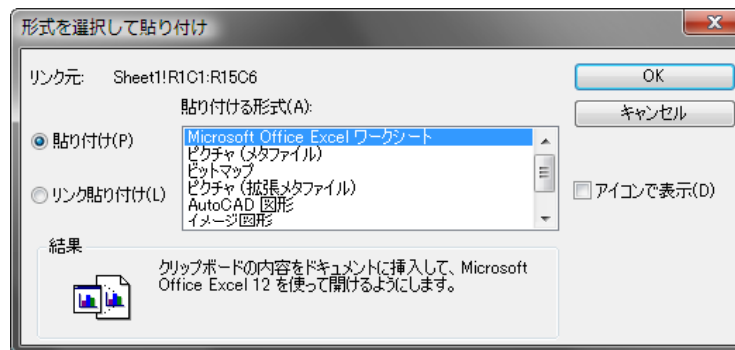 形式を選択して貼り付け
リンク元: Sheet1!R1C1:R15C6
OK
貼り付ける形式(A):
キャンセル
貼り付け(P)
Microsoft Office Excel ワークシート
ピクチャ (メタファイル)
ビットマップ
リンク貼り付け(L)
ピクチャ (拡張メタファイル)
アイコンで表示(D)
AutoCAD 図形
イメージ図形
結果
クリップボードの内容をドキュメントに挿入して、Microsoft
Office Excel 12 を使って開けるようにします。